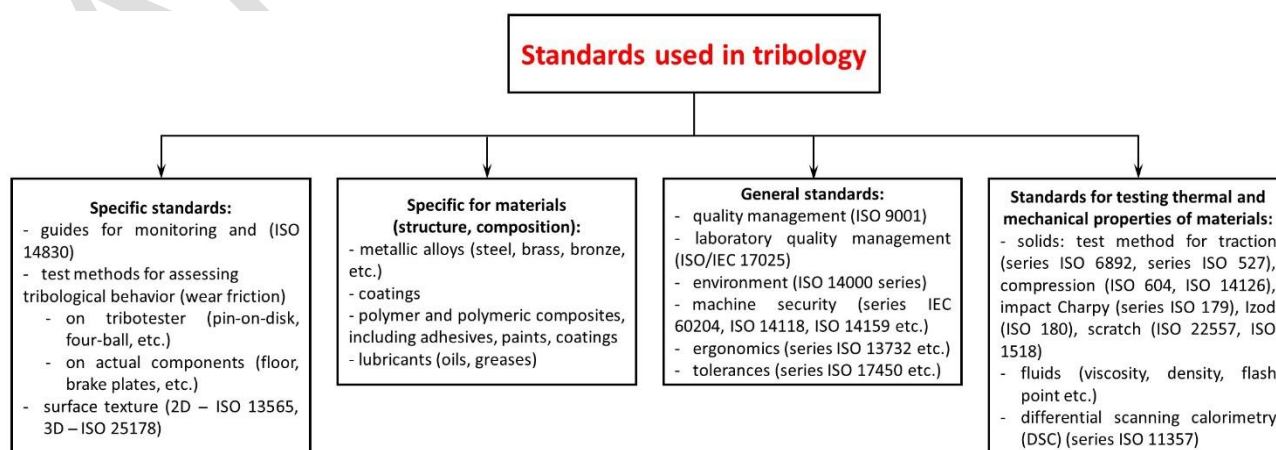 Standards used in tribology
Specific standards:
- guides for monitoring and (ISO
14830)
- test methods for assessing
tribological behavior (wear friction)
- on tribotester (pin-on-disk,
four-ball, etc.)
- on actual components (floor,
brake plates, etc.)
- surface texture (2D – ISO 13565,
3D – ISO 25178)
Specific for materials
(structure, composition):
- metallic alloys (steel, brass, bronze,
etc.)
- coatings
- polymer and polymeric composites,
including adhesives, paints, coatings
- lubricants (oils, greases)
General standards:
- quality management (ISO 9001)
- laboratory quality management
(ISO/IEC 17025)
- environment (ISO 14000 series)
- machine security (series IEC
60204, ISO 14118, ISO 14159 etc.)
- ergonomics (series ISO 13732 etc.)
- tolerances (series ISO 17450 etc.)
Standards for testing thermal and
mechanical properties of materials:
- solids: test method for traction
(series ISO 6892, series ISO 527),
compression (ISO 604, ISO 14126),
impact Charpy (series ISO 179), Izod
(ISO 180), scratch (ISO 22557, ISO
1518)
- fluids (viscosity, density, flash
point etc.)
- differential scanning calorimetry
(DSC) (series ISO 11357)